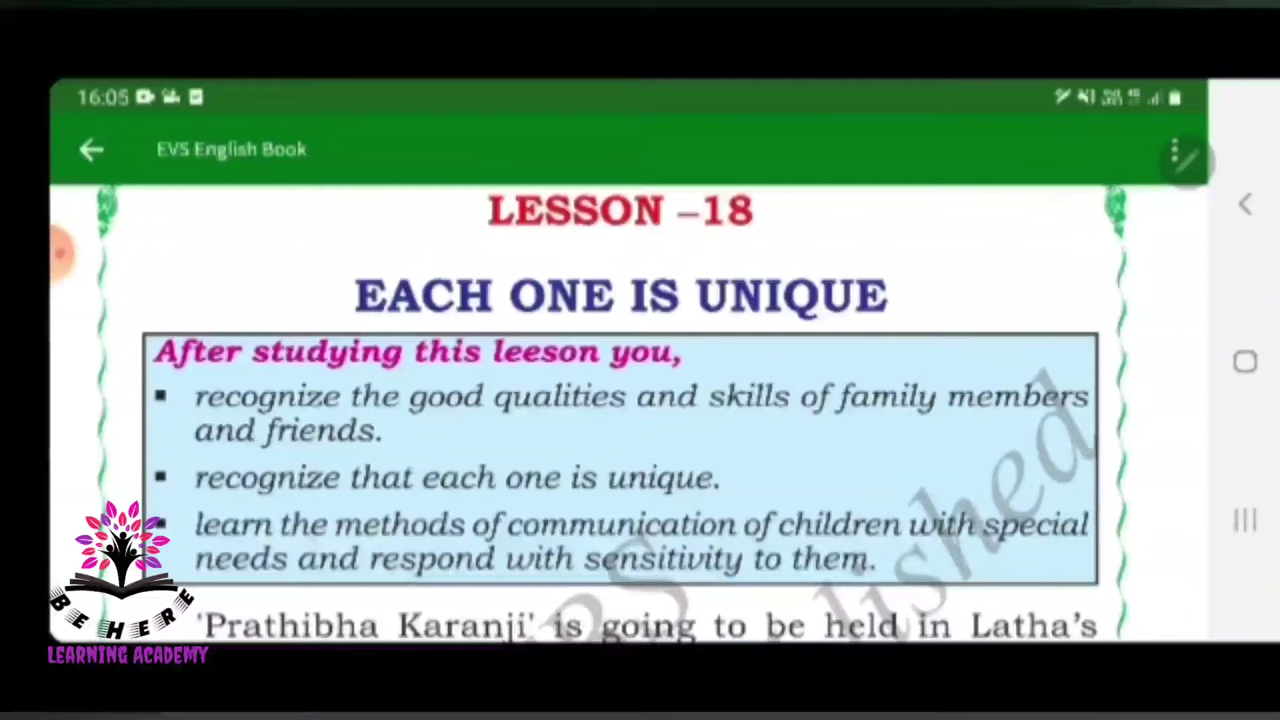 16:05
EVS English Book
LESSON –18
EACH ONE IS UNIQUE
After studying this leeson you,
▪ recognize the good qualities and skills of family members
and friends.
▪ recognize that each one is unique.
▪ learn the methods of communication of children with special
needs and respond with sensitivity to them.
'Prathibha Karanji' is going to be held in Latha's
BE HERE
LEARNING ACADEMY